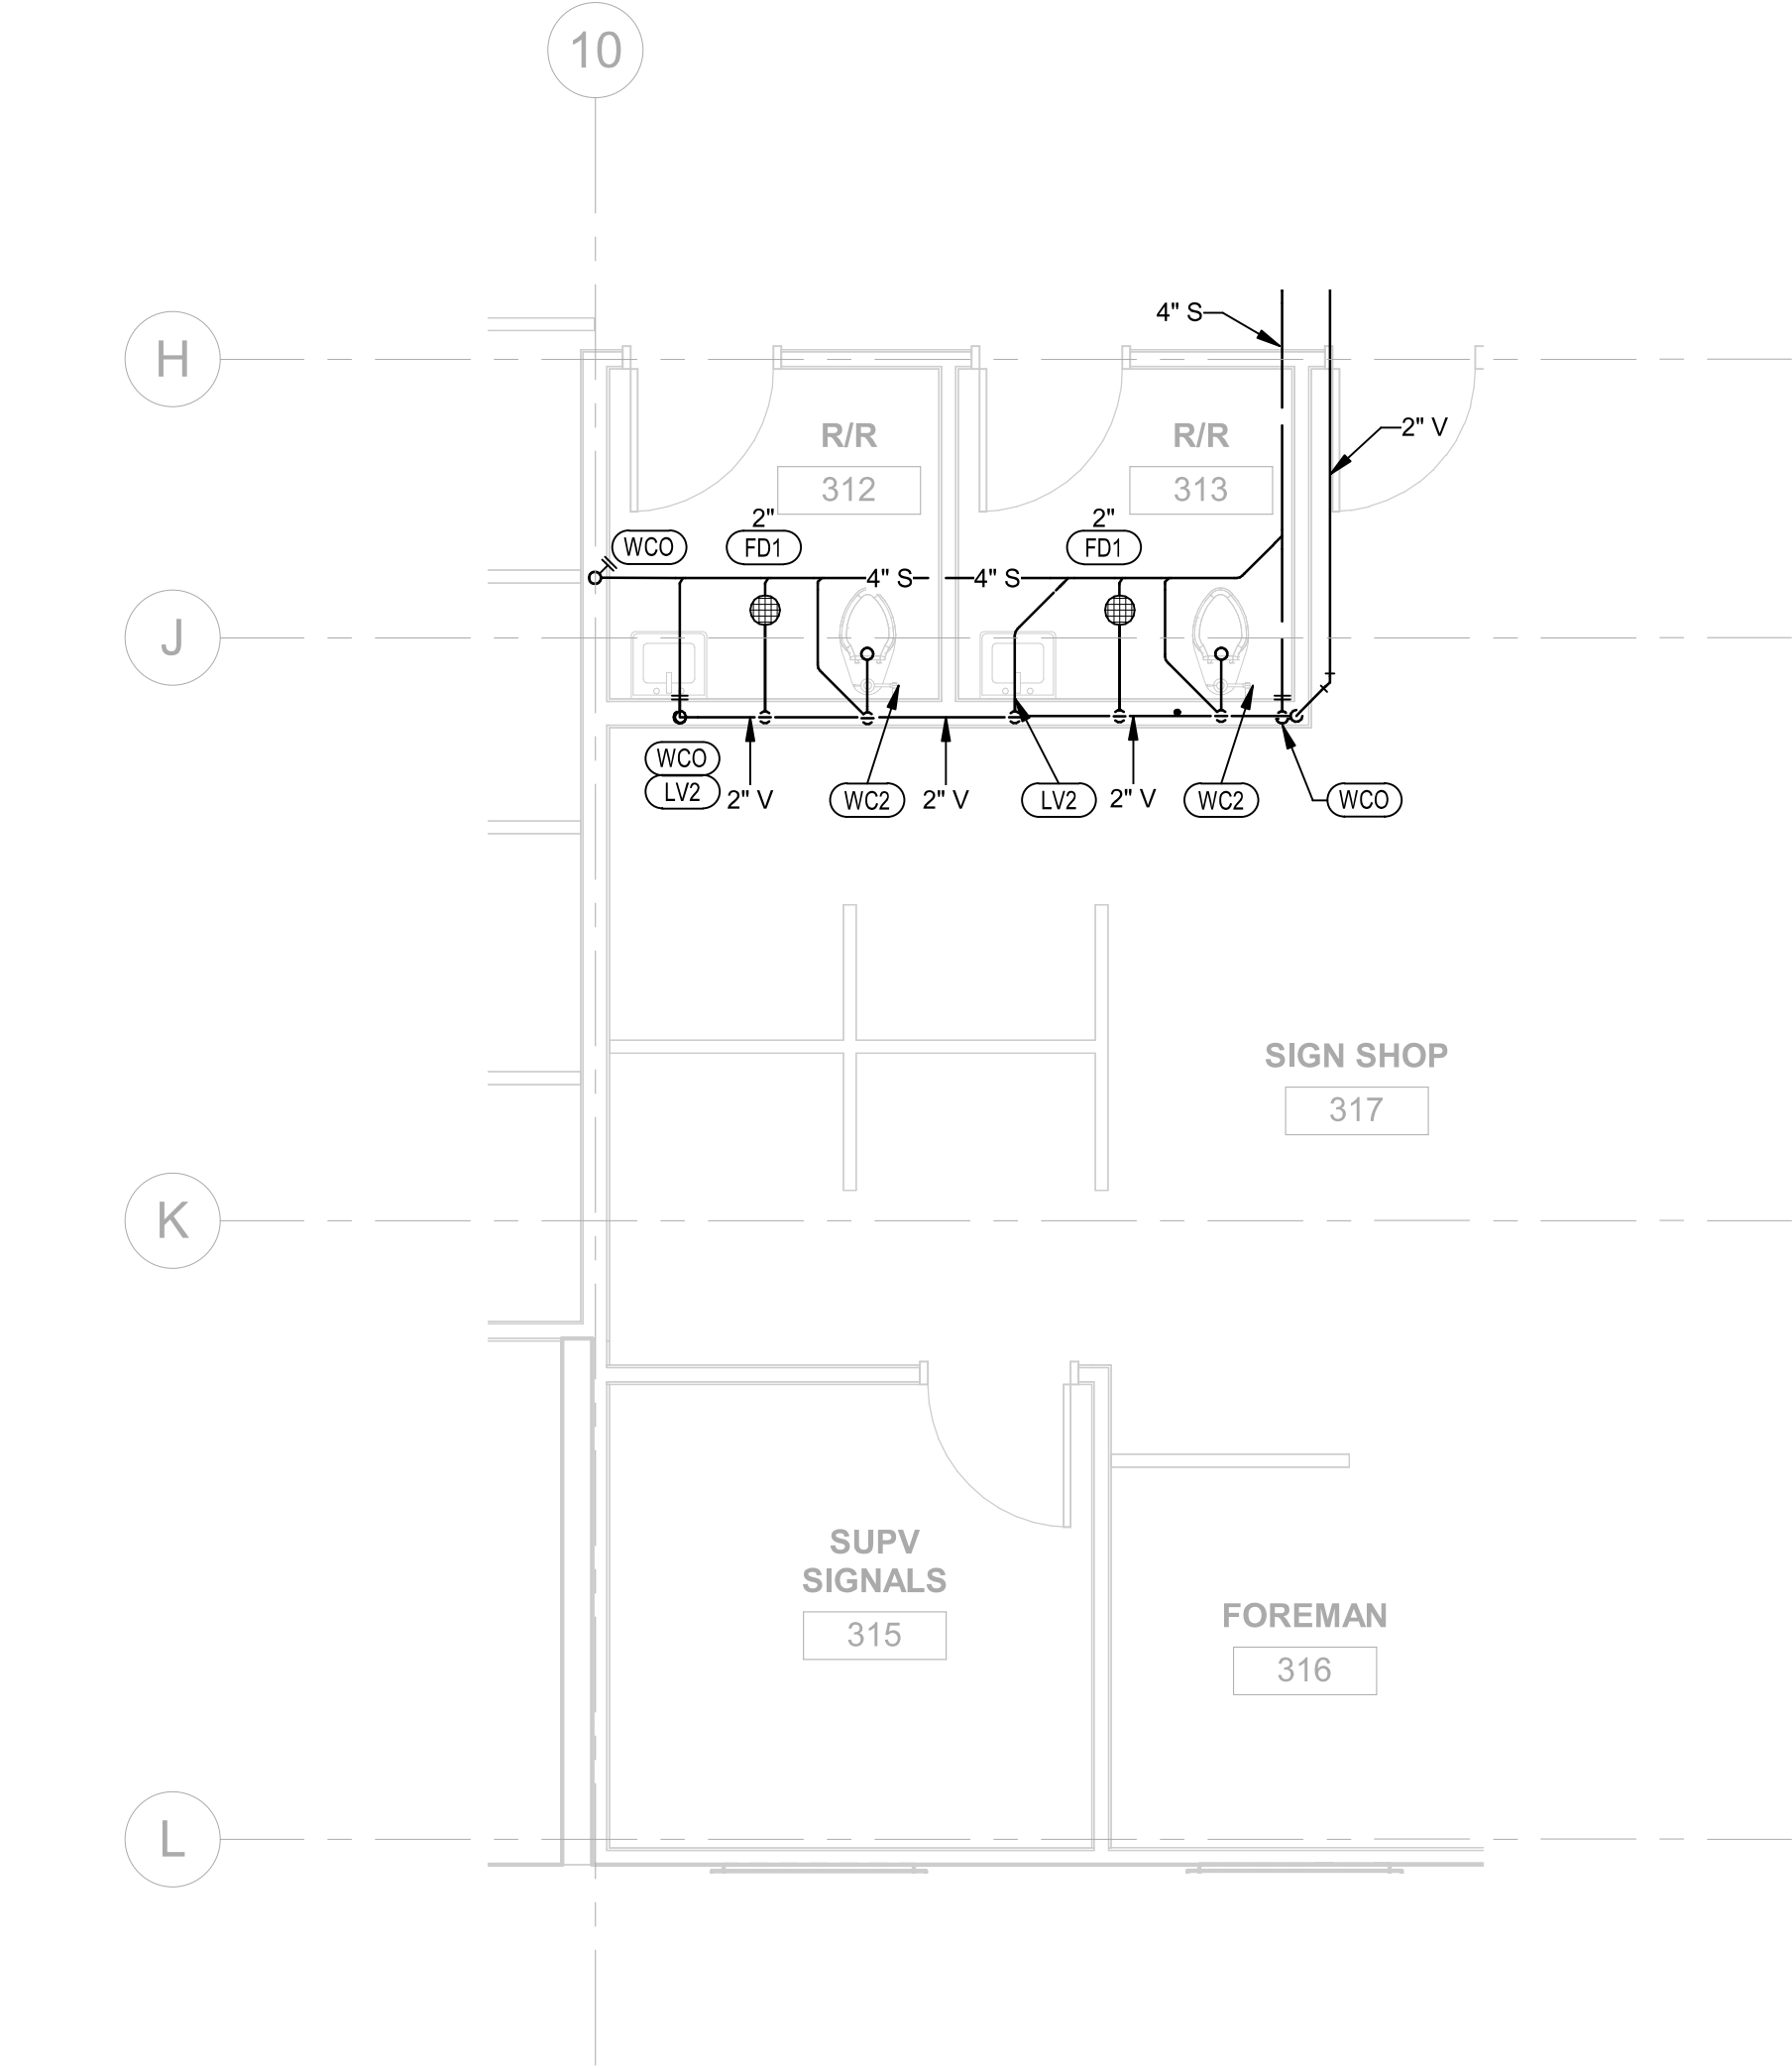 10
4" S
H
2" V
R/R
312
R/R
313
2"
FD1
2"
FD1
WCO
4" S
4" S
J
WCO
LV2
2" V
WC2
2" V
LV2
2" V
WC2
WCO
SIGN SHOP
317
K
SUPV
SIGNALS
315
FOREMAN
316
L